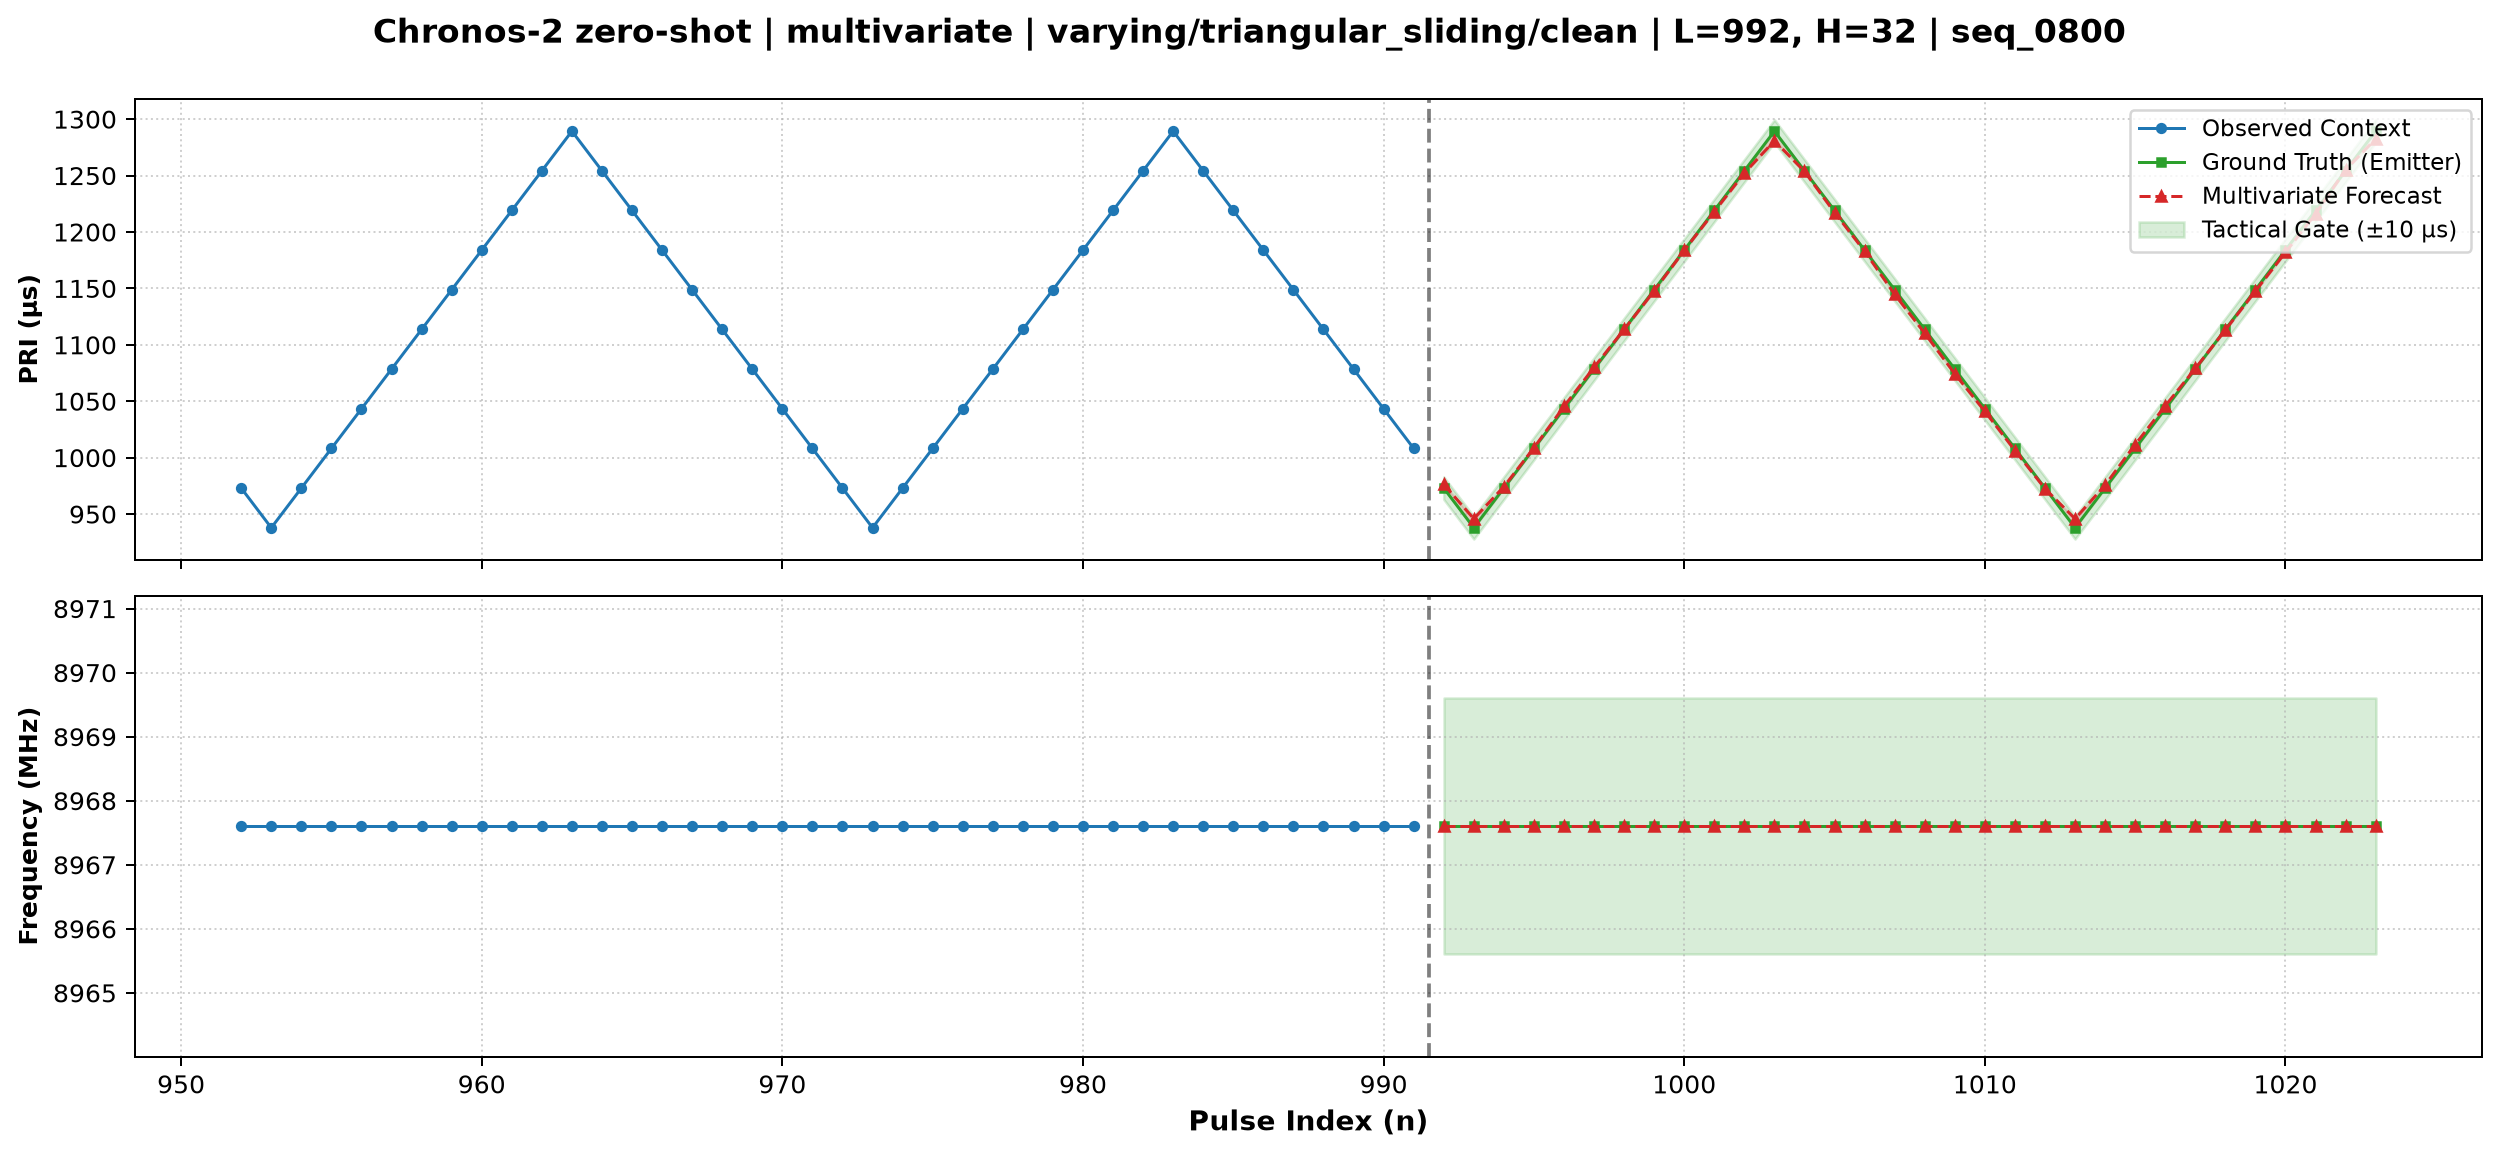 Chronos-2 zero-shot | multivariate | varying/triangular_sliding/clean | L=992, H=32 | seq_0800
1300
1250
1200
1150
1100
1050
1000
950
PRI (µs)
Observed Context
Ground Truth (Emitter)
Multivariate Forecast
Tactical Gate (±10 µs)
8971
8970
8969
8968
8967
8966
8965
Frequency (MHz)
950 960 970 980 990 1000 1010 1020
Pulse Index (n)